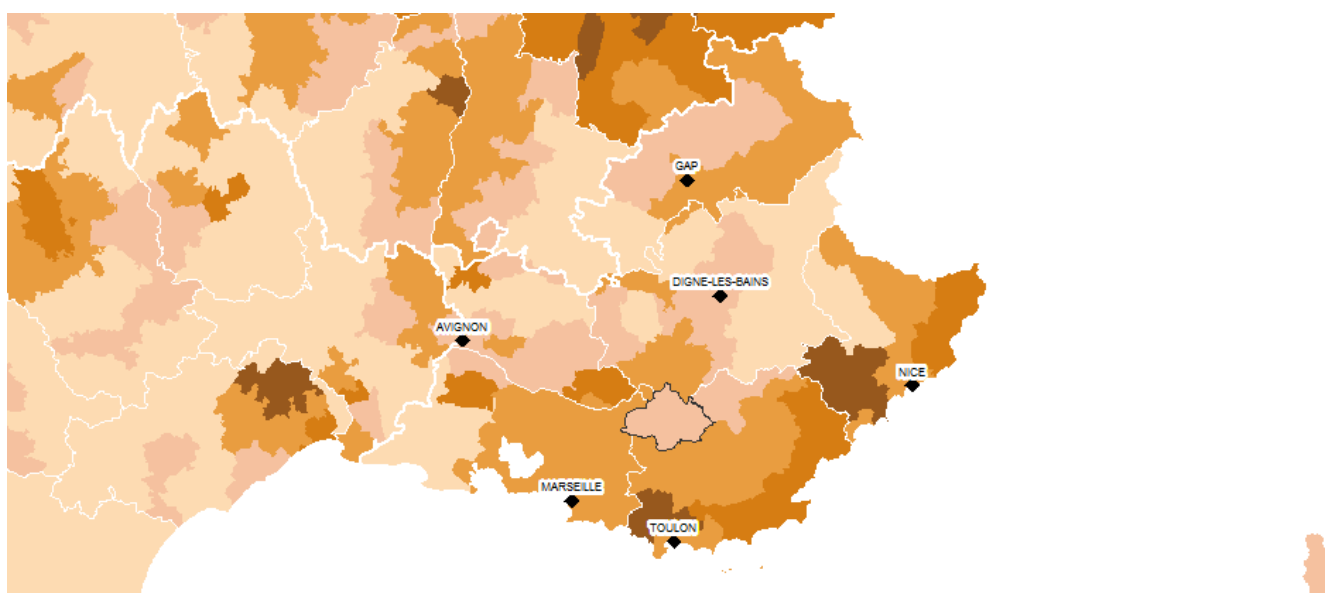 GAP
DIGNE-LES-BAINS
AVIGNON
NICE
MARSEILLE
TOULON